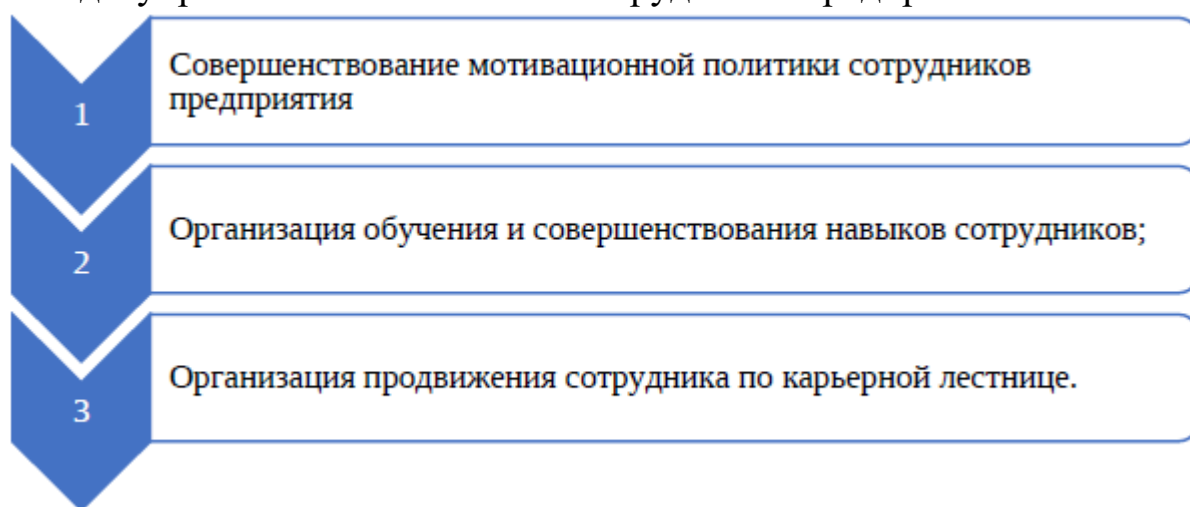 1
Совершенствование мотивационной политики сотрудников
предприятия
2
Организация обучения и совершенствования навыков сотрудников;
3
Организация продвижения сотрудника по карьерной лестнице.